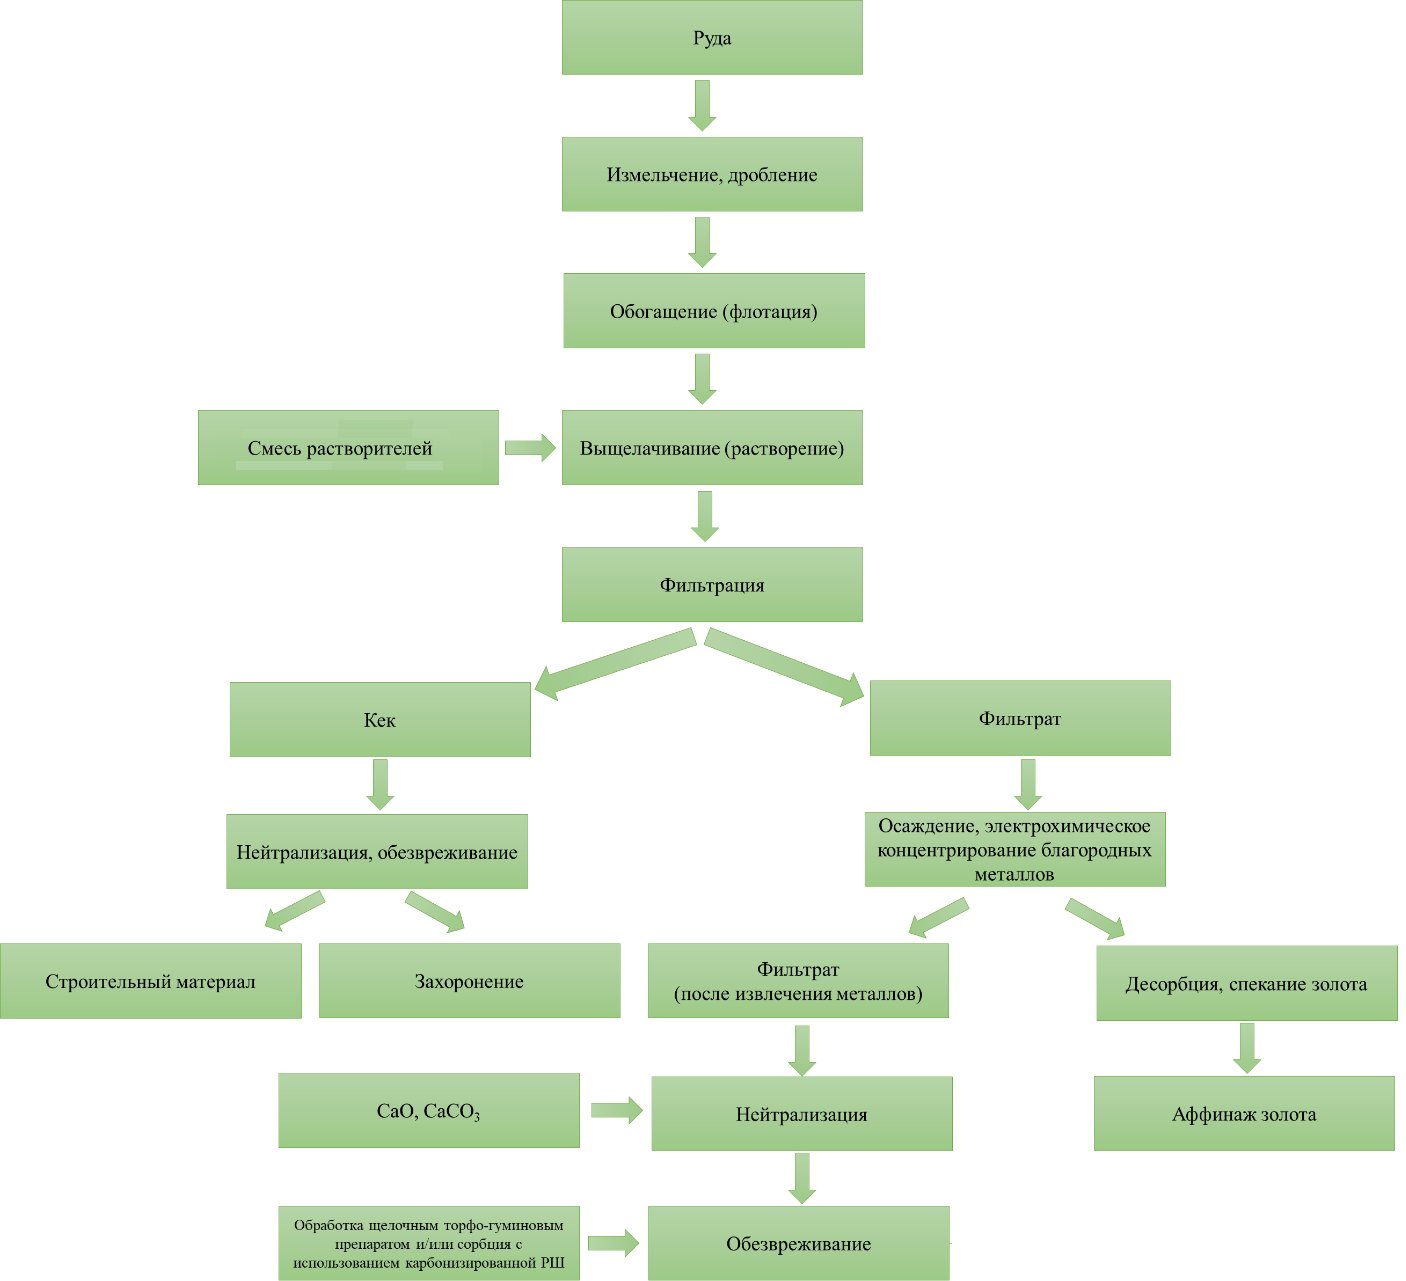 Руда
Измельчение, дробление
Обогащение (флотация)
Смесь растворителей
Выщелачивание (растворение)
Фильтрация
Кек
Фильтрат
Нейтрализация, обезвреживание
Осаждение, электрохимическое
концентрирование благородных
металлов
Строительный материал
Захоронение
Фильтрат
(после извлечения металлов)
Десорбция, спекание золота
CaO, CaCO₃
Нейтрализация
Аффинаж золота
Обработка щелочным торфо-гуминовым
препаратом и/или сорбция с
использованием карбонизированной РШ
Обезвреживание